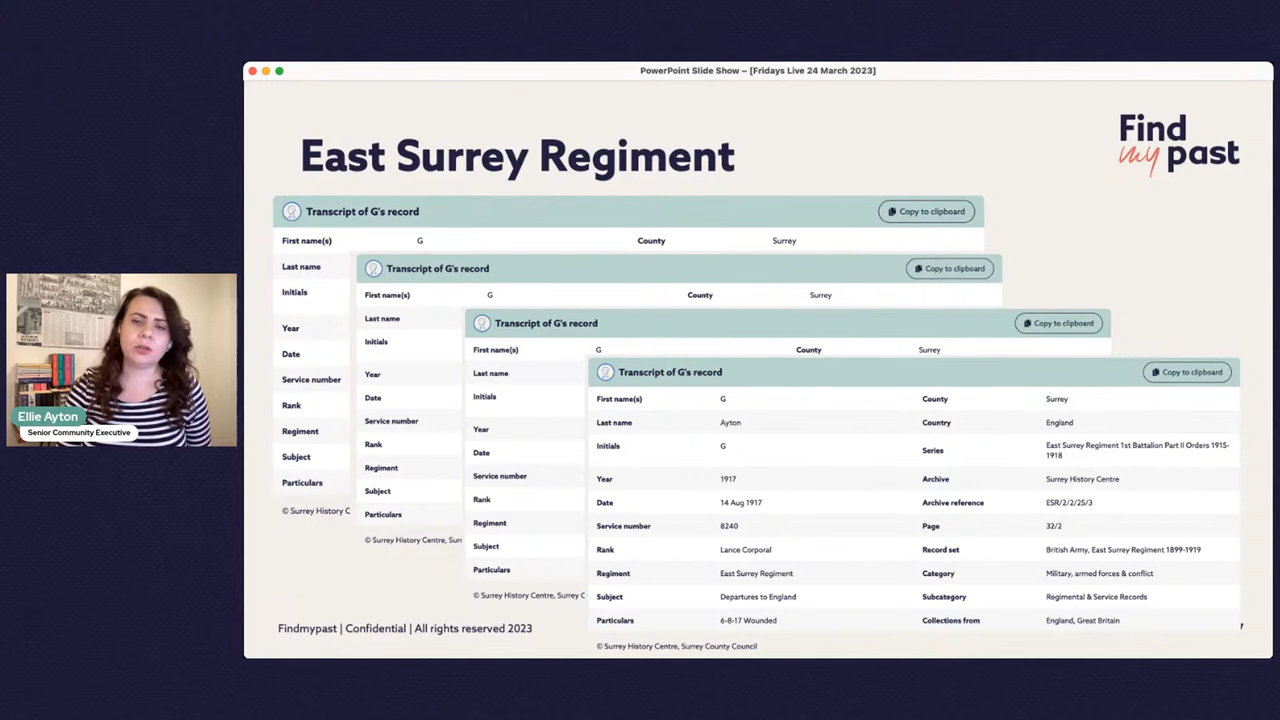 PowerPoint Slide Show – [Fridays Live 24 March 2023]
East Surrey Regiment
Find
my past
Transcript of G's record
Copy to clipboard
First name(s) G County Surrey
Last name
Initials
Year
Date
Service number
Rank
Regiment
Subject
Particulars
© Surrey History C
Transcript of G's record
Copy to clipboard
First name(s) G County Surrey
Last name
Initials
Year
Date
Service number
Rank
Regiment
Subject
Particulars
© Surrey History Centre, Surr
Transcript of G's record
Copy to clipboard
First name(s) G County Surrey
Last name
Initials
Year
Date
Service number
Rank
Regiment
Subject
Particulars
© Surrey History Centre, Surrey C
Transcript of G's record
Copy to clipboard
First name(s) G County Surrey
Last name Ayton Country England
Initials G Series East Surrey Regiment 1st Battalion Part II Orders 1915-
1918
Year 1917 Archive Surrey History Centre
Date 14 Aug 1917 Archive reference ESR/2/2/25/3
Service number 8240 Page 32/2
Rank Lance Corporal Record set British Army, East Surrey Regiment 1899-1919
Regiment East Surrey Regiment Category Military, armed forces & conflict
Subject Departures to England Subcategory Regimental & Service Records
Particulars 6-8-17 Wounded Collections from England, Great Britain
© Surrey History Centre, Surrey County Council
Findmypast | Confidential | All rights reserved 2023
Ellie Ayton
Senior Community Executive